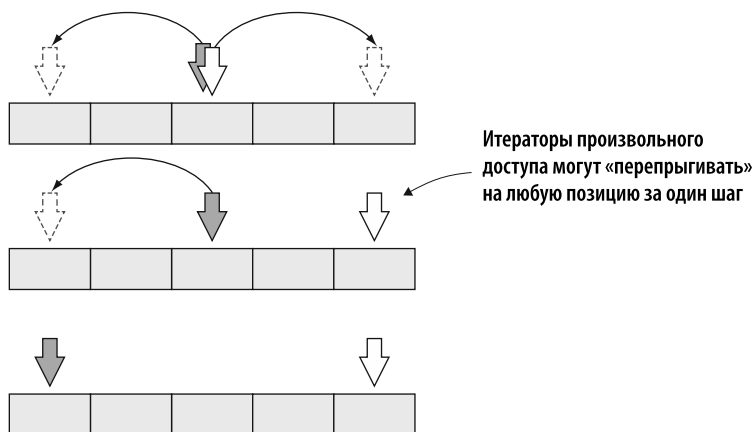 Итераторы произвольного
доступа могут «перепрыгивать»
на любую позицию за один шаг